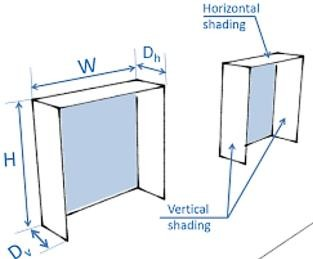 Horizontal
shading
W
Dh
H
Dv
Vertical
shading